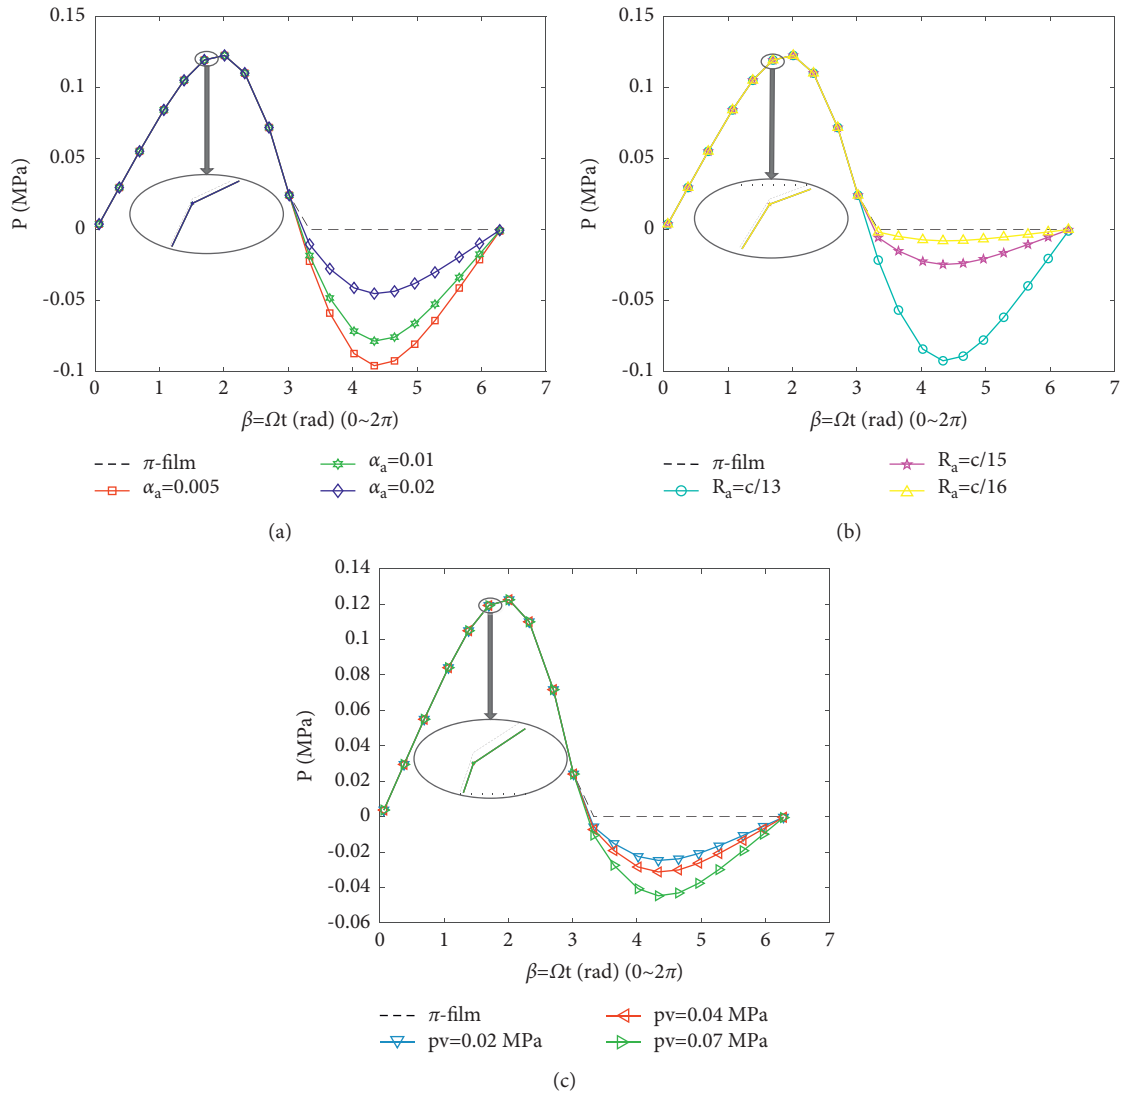 0.15
0.1
0.05
0
-0.05
-0.1
P (MPa)
0 1 2 3 4 5 6 7
β=Ωt (rad) (0~2π)
π-film
αa=0.005
αa=0.01
αa=0.02
(a)
0.15
0.1
0.05
0
-0.05
-0.1
P (MPa)
0 1 2 3 4 5 6 7
β=Ωt (rad) (0~2π)
π-film
Ra=c/13
Ra=c/15
Ra=c/16
(b)
0.14
0.12
0.1
0.08
0.06
0.04
0.02
0
-0.02
-0.04
-0.06
P (MPa)
0 1 2 3 4 5 6 7
β=Ωt (rad) (0~2π)
π-film
pv=0.02 MPa
pv=0.04 MPa
pv=0.07 MPa
(c)